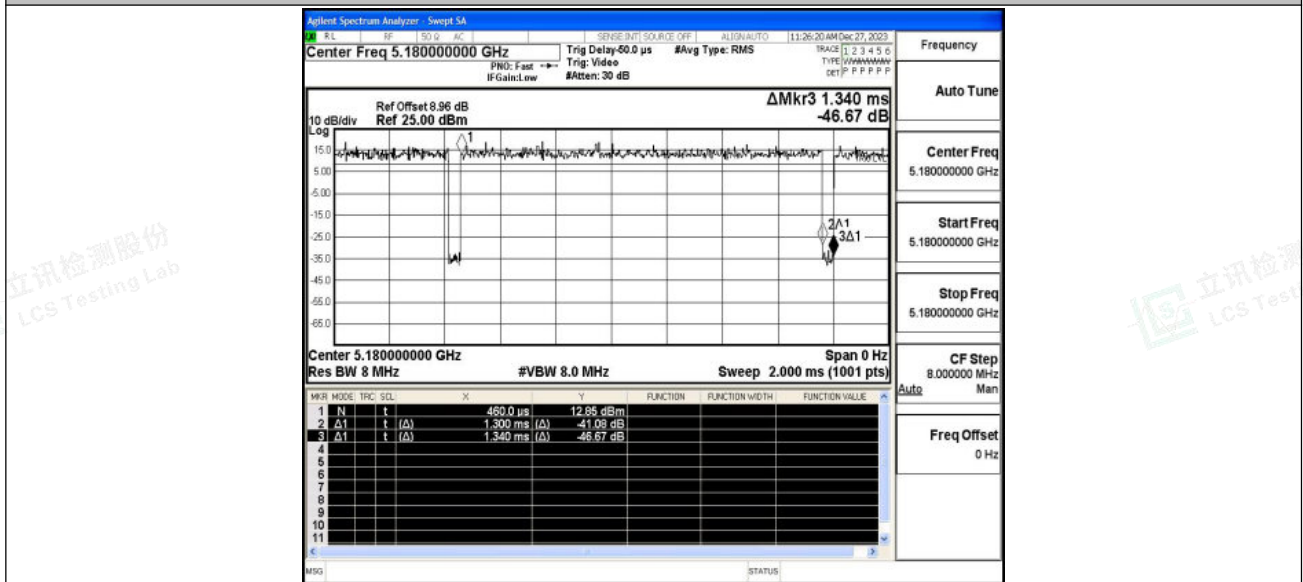 Agilent Spectrum Analyzer - Swept SA
RL RF 50 Ω AC SENSE:INT SOURCE OFF ALIGNAUTO 11:26:20 AM Dec 27, 2023
Center Freq 5.180000000 GHz
PNO: Fast
IFGain:Low
Trig Delay-50.0 µs
Trig: Video
#Atten: 30 dB
#Avg Type: RMS
TRACE 1 2 3 4 5 6
TYPE
DET P P P P P P
Frequency
Auto Tune
Center Freq
5.180000000 GHz
Start Freq
5.180000000 GHz
Stop Freq
5.180000000 GHz
CF Step
8.000000 MHz
Auto Man
Freq Offset
0 Hz
ΔMkr3 1.340 ms
-46.67 dB
Ref Offset 8.96 dB
10 dB/div Ref 25.00 dBm
Log
15.0
5.00
-5.00
-15.0
-25.0
-35.0
-45.0
-55.0
-65.0
1
2Δ1
3Δ1
Center 5.180000000 GHz Span 0 Hz
Res BW 8 MHz #VBW 8.0 MHz Sweep 2.000 ms (1001 pts)
MKR MODE TRC SCL X Y FUNCTION FUNCTION WIDTH FUNCTION VALUE
1 N t 460.0 µs 12.85 dBm
2 Δ1 t (Δ) 1.300 ms (Δ) -41.08 dB
3 Δ1 t (Δ) 1.340 ms (Δ) -46.67 dB
4
5
6
7
8
9
10
11
MSG STATUS
立讯检测股份
LCS Testing Lab
立讯检测
LCS Test